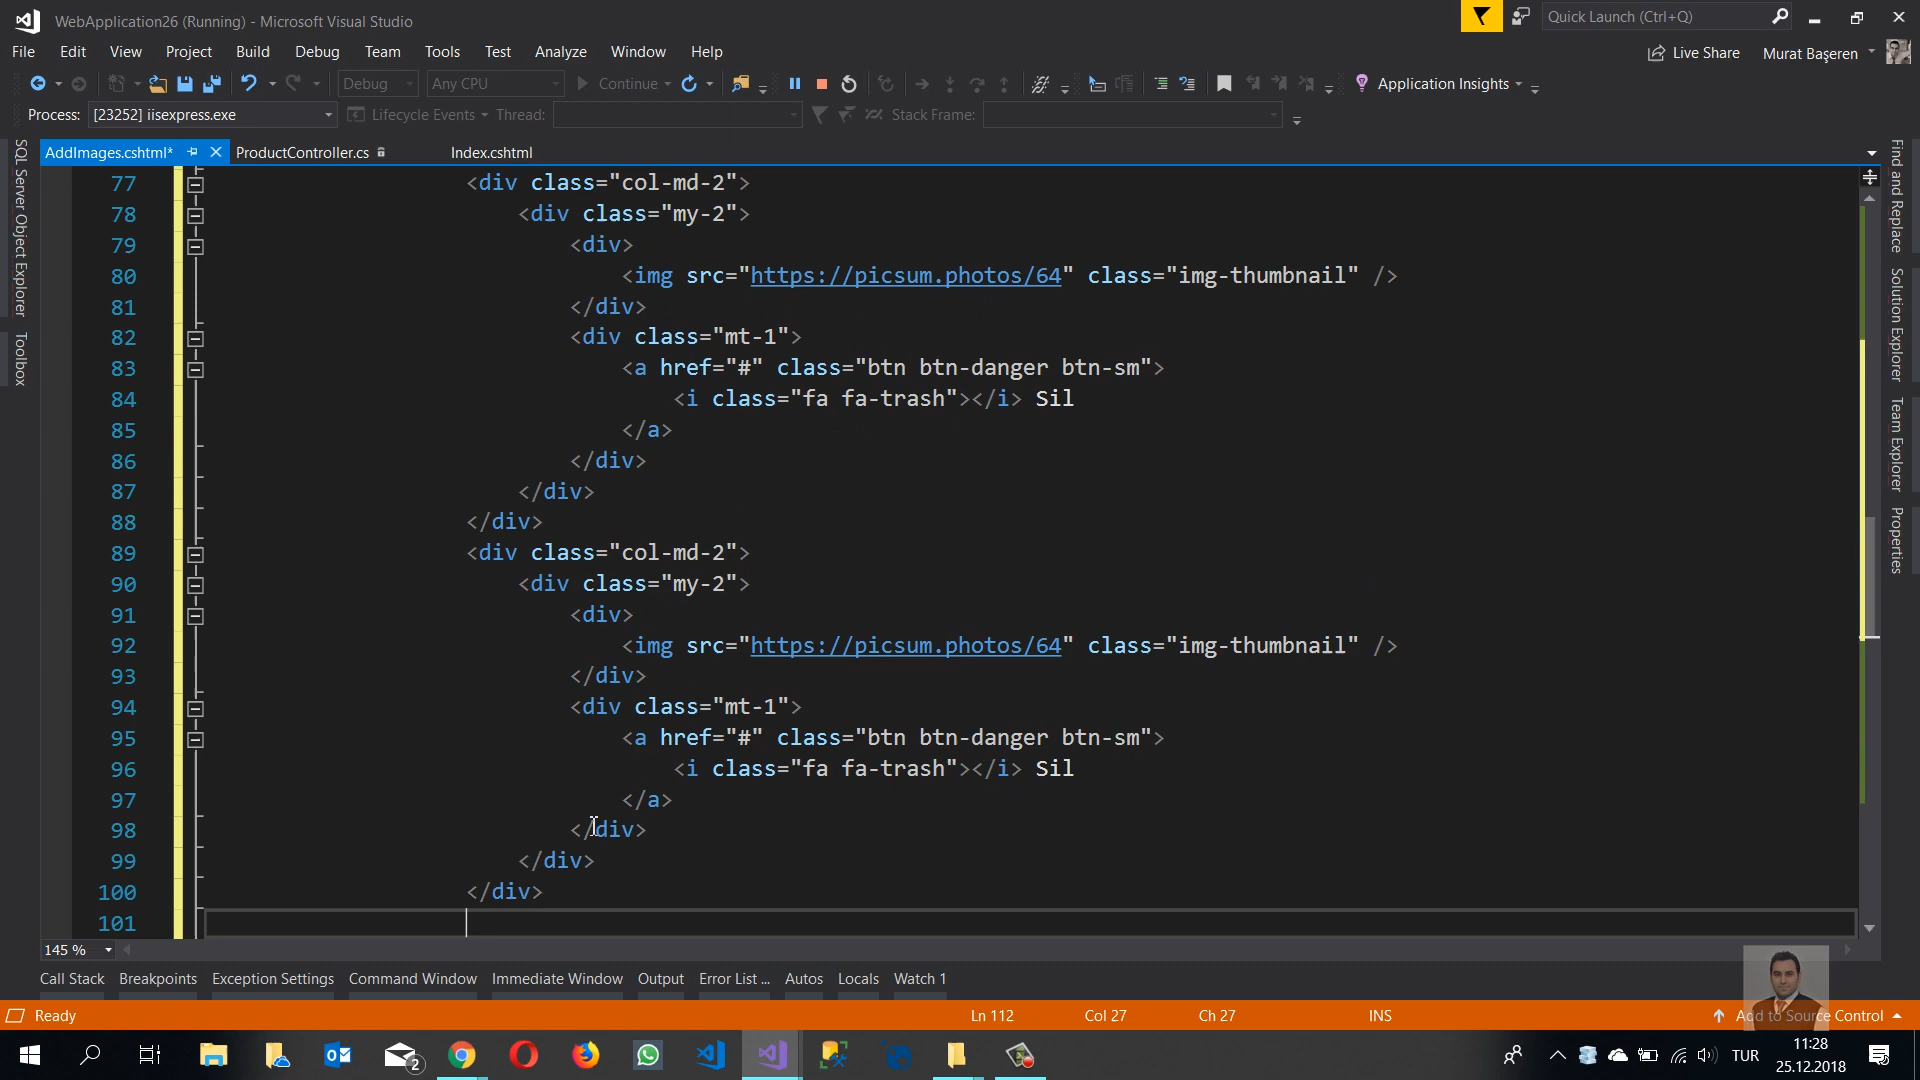 WebApplication26 (Running) - Microsoft Visual Studio
Quick Launch (Ctrl+Q)
File Edit View Project Build Debug Team Tools Test Analyze Window Help
Live Share Murat Başeren
Debug Any CPU Continue Application Insights
Process: [23252] iisexpress.exe Lifecycle Events Thread: Stack Frame:
AddImages.cshtml* ProductController.cs Index.cshtml
SQL Server Object Explorer
Toolbox
Find and Replace
Solution Explorer
Team Explorer
Properties
77 <div class="col-md-2">
78 <div class="my-2">
79 <div>
80 <img src="https://picsum.photos/64" class="img-thumbnail" />
81 </div>
82 <div class="mt-1">
83 <a href="#" class="btn btn-danger btn-sm">
84 <i class="fa fa-trash"></i> Sil
85 </a>
86 </div>
87 </div>
88 </div>
89 <div class="col-md-2">
90 <div class="my-2">
91 <div>
92 <img src="https://picsum.photos/64" class="img-thumbnail" />
93 </div>
94 <div class="mt-1">
95 <a href="#" class="btn btn-danger btn-sm">
96 <i class="fa fa-trash"></i> Sil
97 </a>
98 </div>
99 </div>
100 </div>
101
145 %
Call Stack Breakpoints Exception Settings Command Window Immediate Window Output Error List ... Autos Locals Watch 1
Ready Ln 112 Col 27 Ch 27 INS Add to Source Control
2 TUR 11:28
25.12.2018